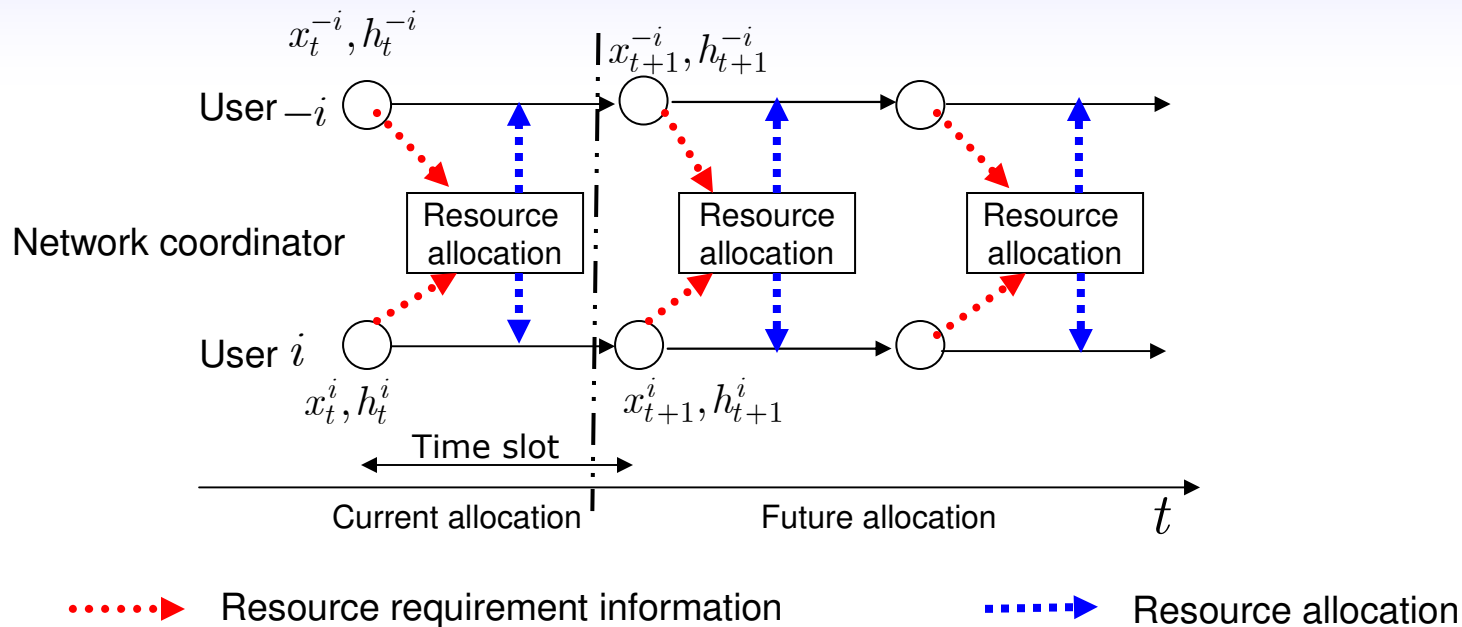 $x_t^{-i}, h_t^{-i}$
$x_{t+1}^{-i}, h_{t+1}^{-i}$
User $-i$
Network coordinator
Resource
allocation
Resource
allocation
Resource
allocation
User $i$
$x_t^i, h_t^i$
$x_{t+1}^i, h_{t+1}^i$
Time slot
Current allocation
Future allocation
$t$
Resource requirement information
Resource allocation